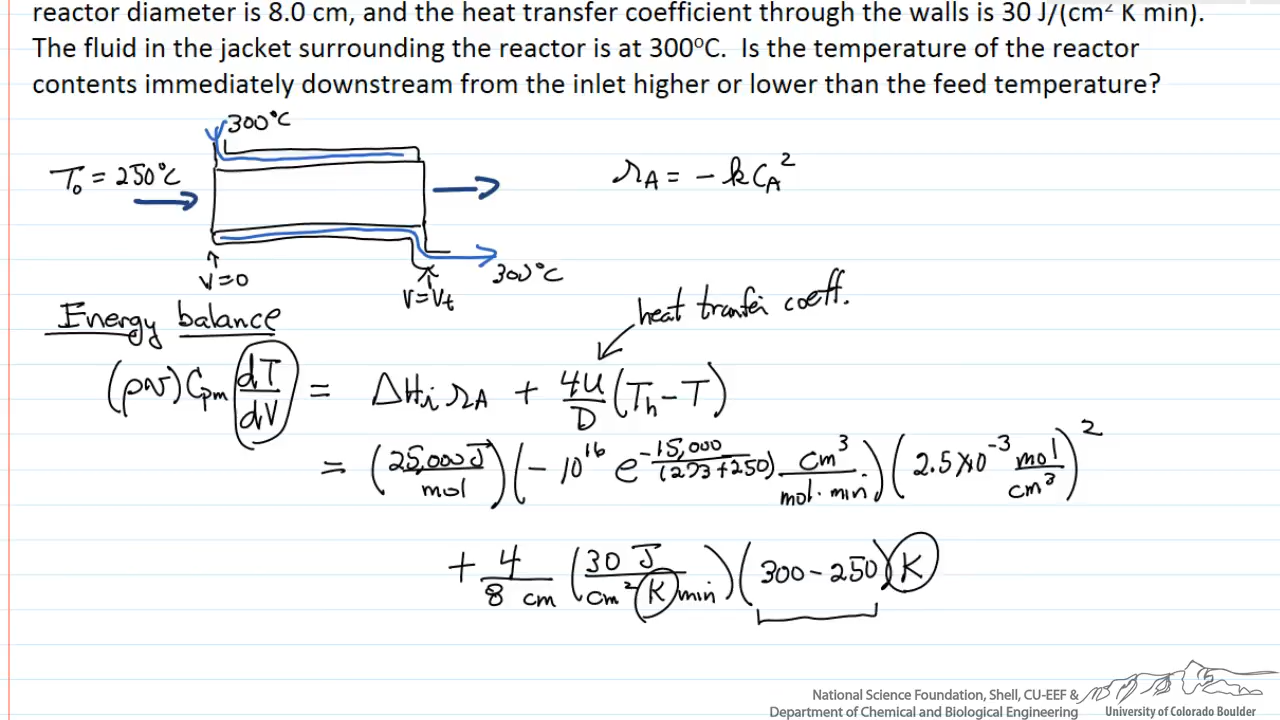 reactor diameter is 8.0 cm, and the heat transfer coefficient through the walls is 30 J/(cm² K min).
The fluid in the jacket surrounding the reactor is at 300°C. Is the temperature of the reactor
contents immediately downstream from the inlet higher or lower than the feed temperature?
300°C
T₀ = 250°C
r_A = - k C_A²
V=0
V=Vt
300°C
heat tranfer coeff.
Energy balance
(ρv) Cpm dT/dV = ΔHi r_A + 4U/D (Th - T)
= (25,000 J/mol) (- 10¹⁶ e^(-15,000/(273+250)) cm³/(mol·min)) (2.5×10⁻³ mol/cm³)²
+ 4/(8 cm) (30 J/(cm² K min)) (300 - 250) K
National Science Foundation, Shell, CU-EEF &
Department of Chemical and Biological Engineering
University of Colorado Boulder